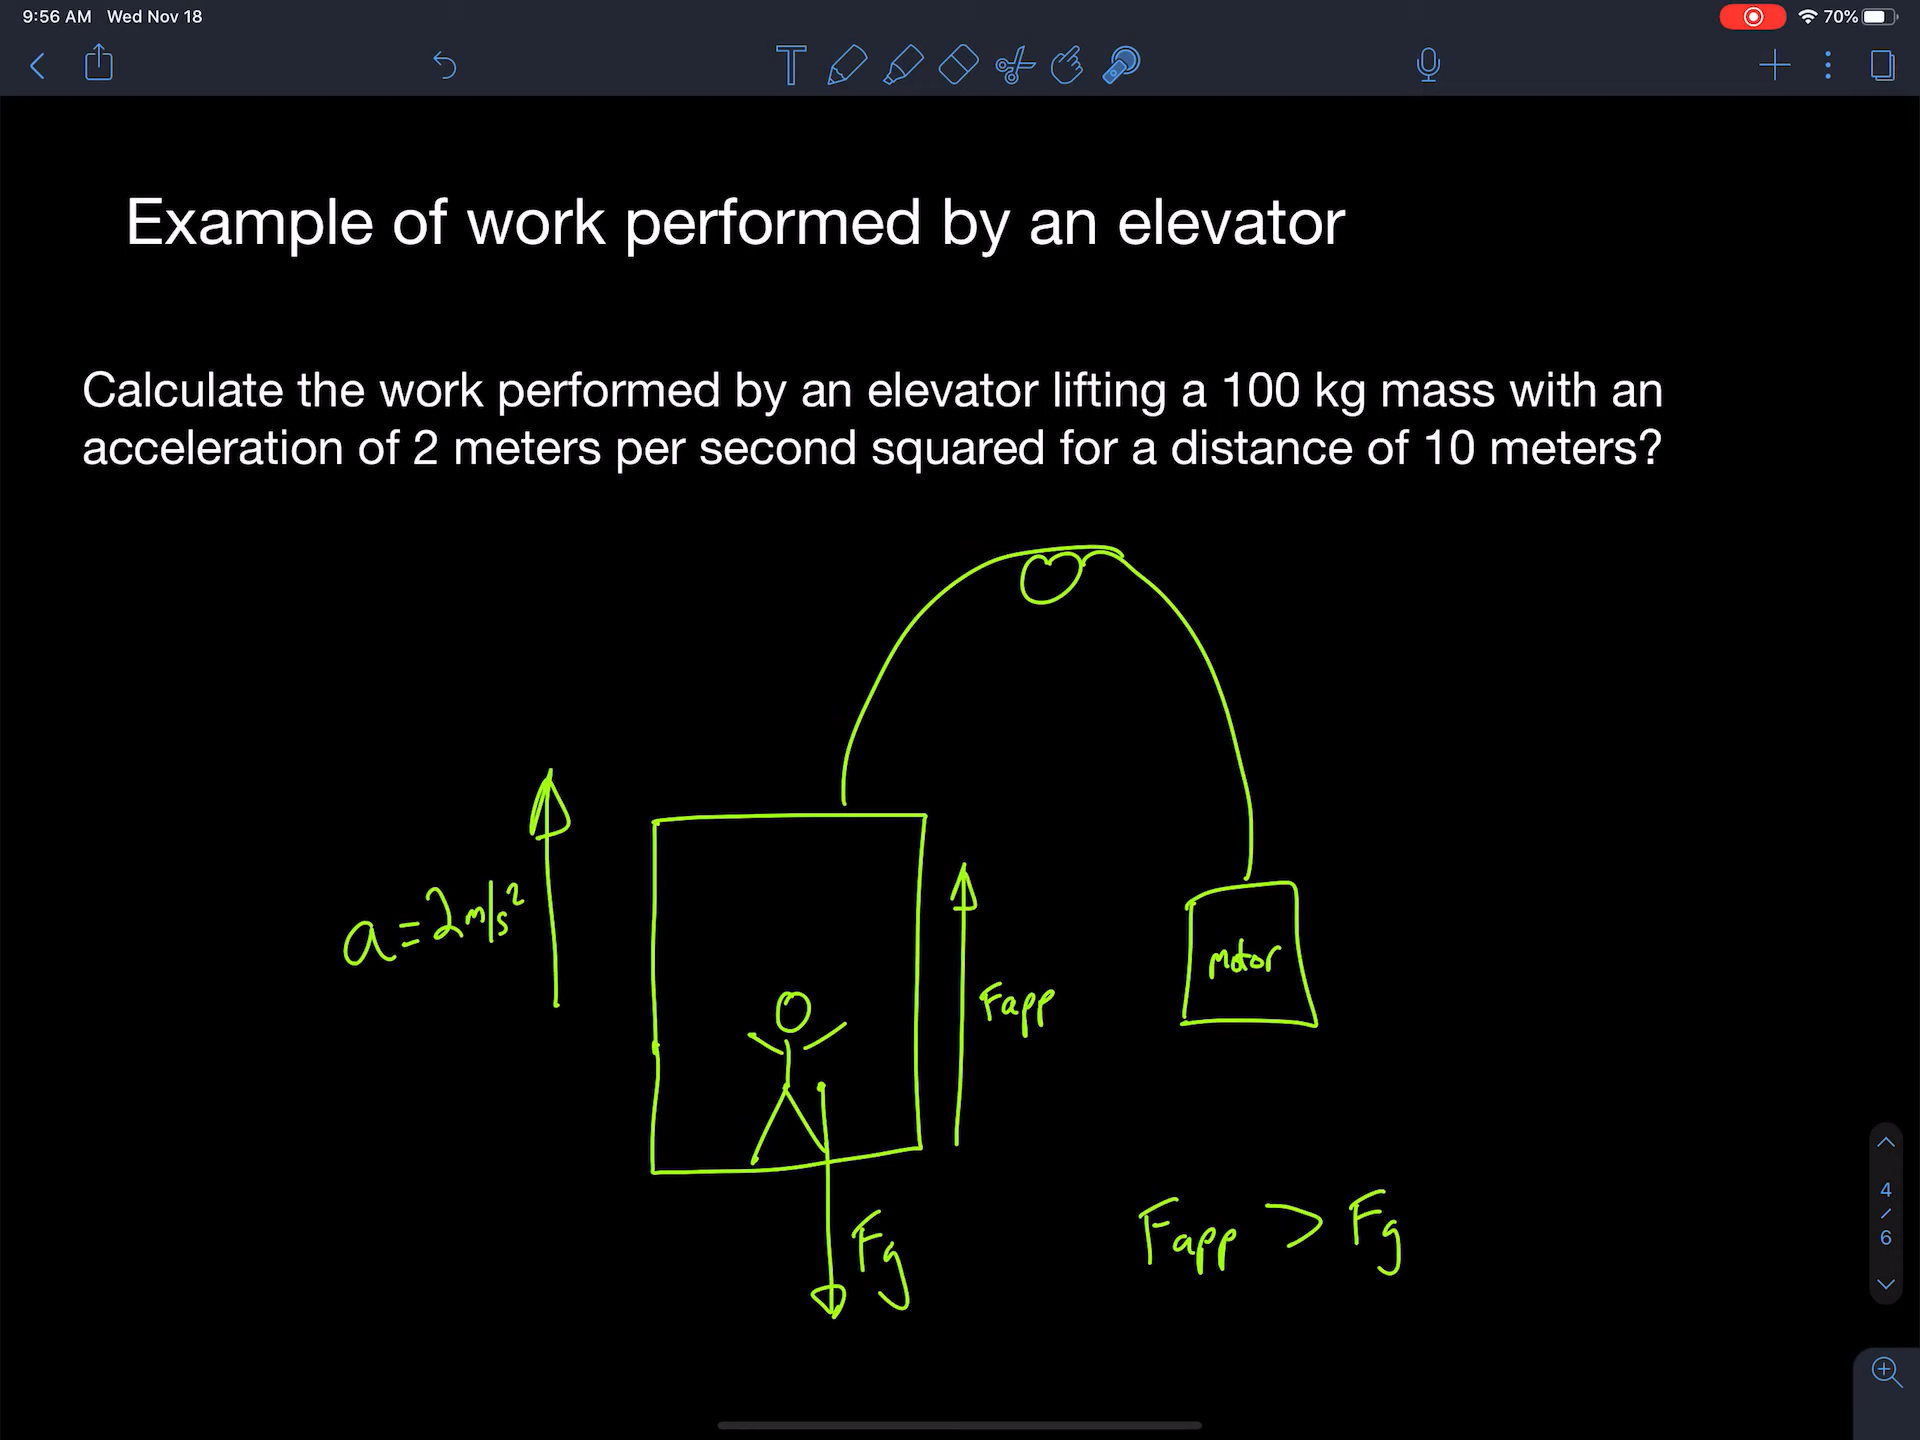 9:56 AM Wed Nov 18
70%
T
Example of work performed by an elevator
Calculate the work performed by an elevator lifting a 100 kg mass with an
acceleration of 2 meters per second squared for a distance of 10 meters?
a = 2 m/s²
Fapp
motor
Fg
Fapp > Fg
4
/
6